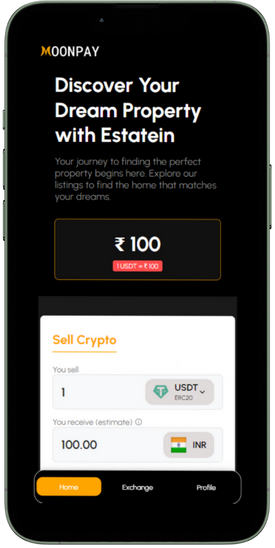 MOONPAY
Discover Your
Dream Property
with Estatein
Your journey to finding the perfect
property begins here. Explore our
listings to find the home that matches
your dreams.
₹ 100
1 USDT = ₹ 100
Sell Crypto
You sell
1
USDT
ERC20
You receive (estimate)
100.00
INR
Home Exchange Profile